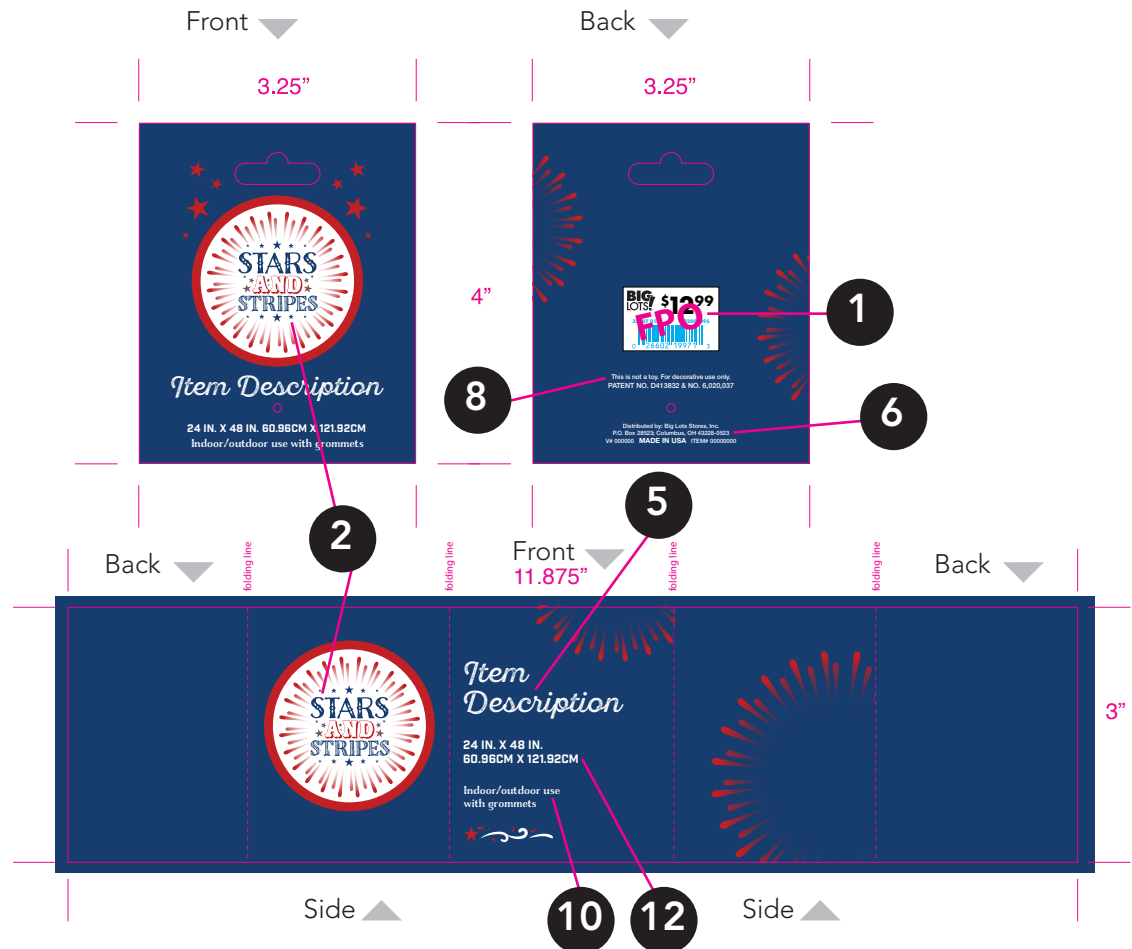 Front
Back
3.25”
3.25”
STARS
AND
STRIPES
Item Description
24 IN. X 48 IN. 60.96CM X 121.92CM
Indoor/outdoor use with grommets
4”
BIG
LOTS!
$12.99
FPO
0 26602 19971 3
1
This is not a toy. For decorative use only.
PATENT NO. D413832 & NO. 6,020,037
8
Distributed by: Big Lots Stores, Inc.
P.O. Box 28523; Columbus, OH 43228-0523
V# 000000 MADE IN USA ITEM# 00000000
6
2
5
Back
folding line
folding line
Front
11.875”
folding line
folding line
Back
STARS
AND
STRIPES
Item
Description
24 IN. X 48 IN.
60.96CM X 121.92CM
Indoor/outdoor use
with grommets
3”
Side
10
12
Side